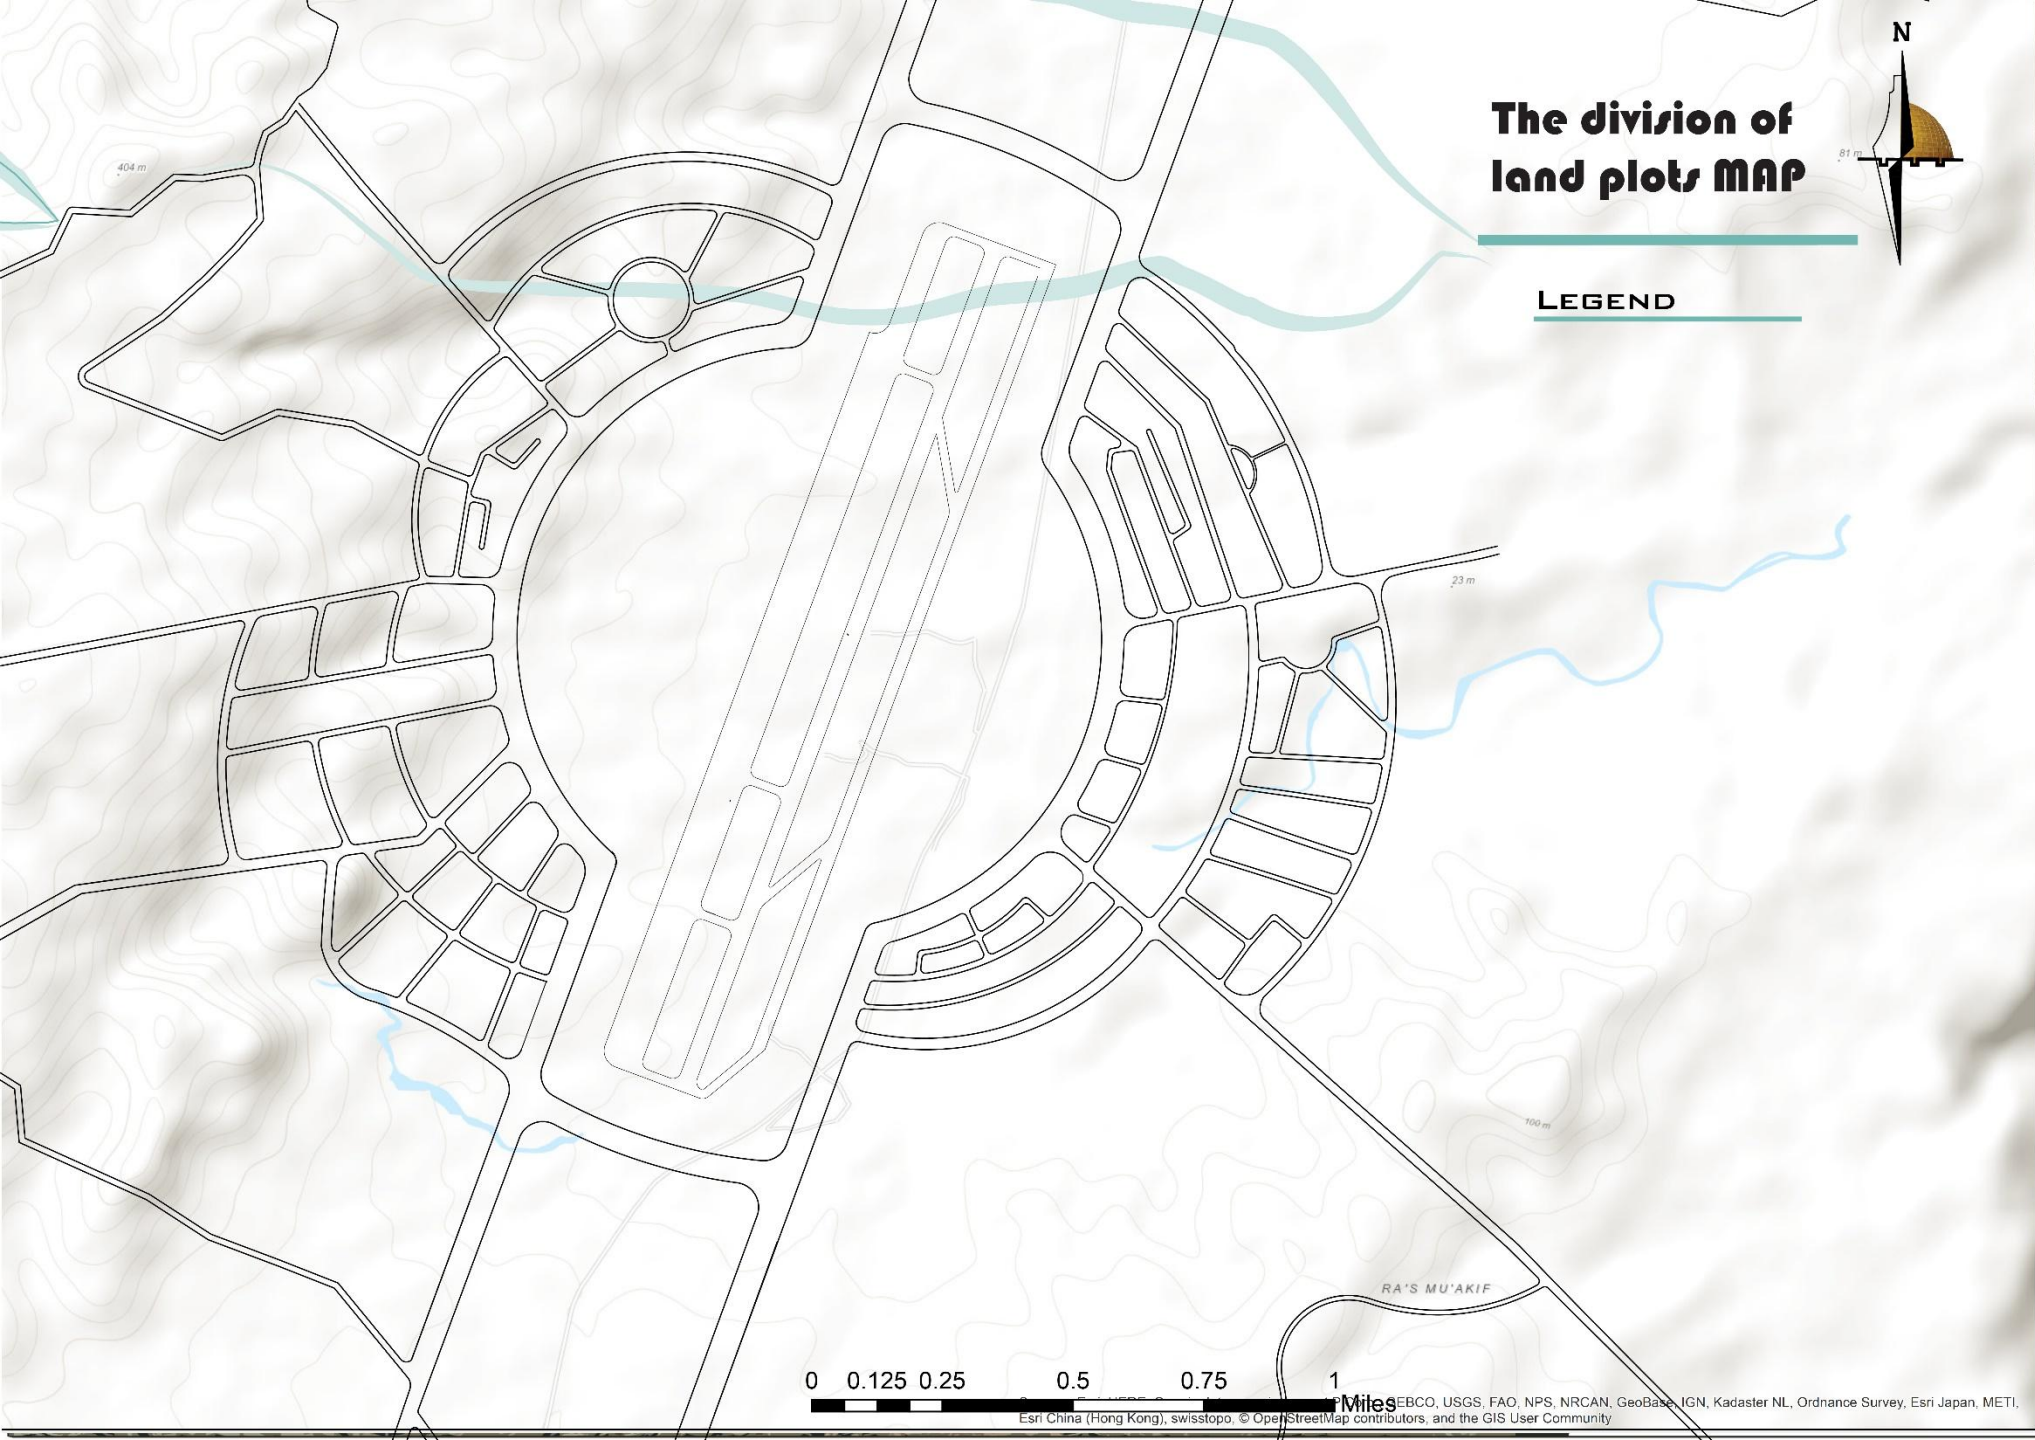 N
The division of
land plots MAP
LEGEND
404 m
81 m
23 m
100 m
RA'S MU'AKIF
0 0.125 0.25 0.5 0.75 1
Miles
GEBCO, USGS, FAO, NPS, NRCAN, GeoBase, IGN, Kadaster NL, Ordnance Survey, Esri Japan, METI,
Esri China (Hong Kong), swisstopo, © OpenStreetMap contributors, and the GIS User Community